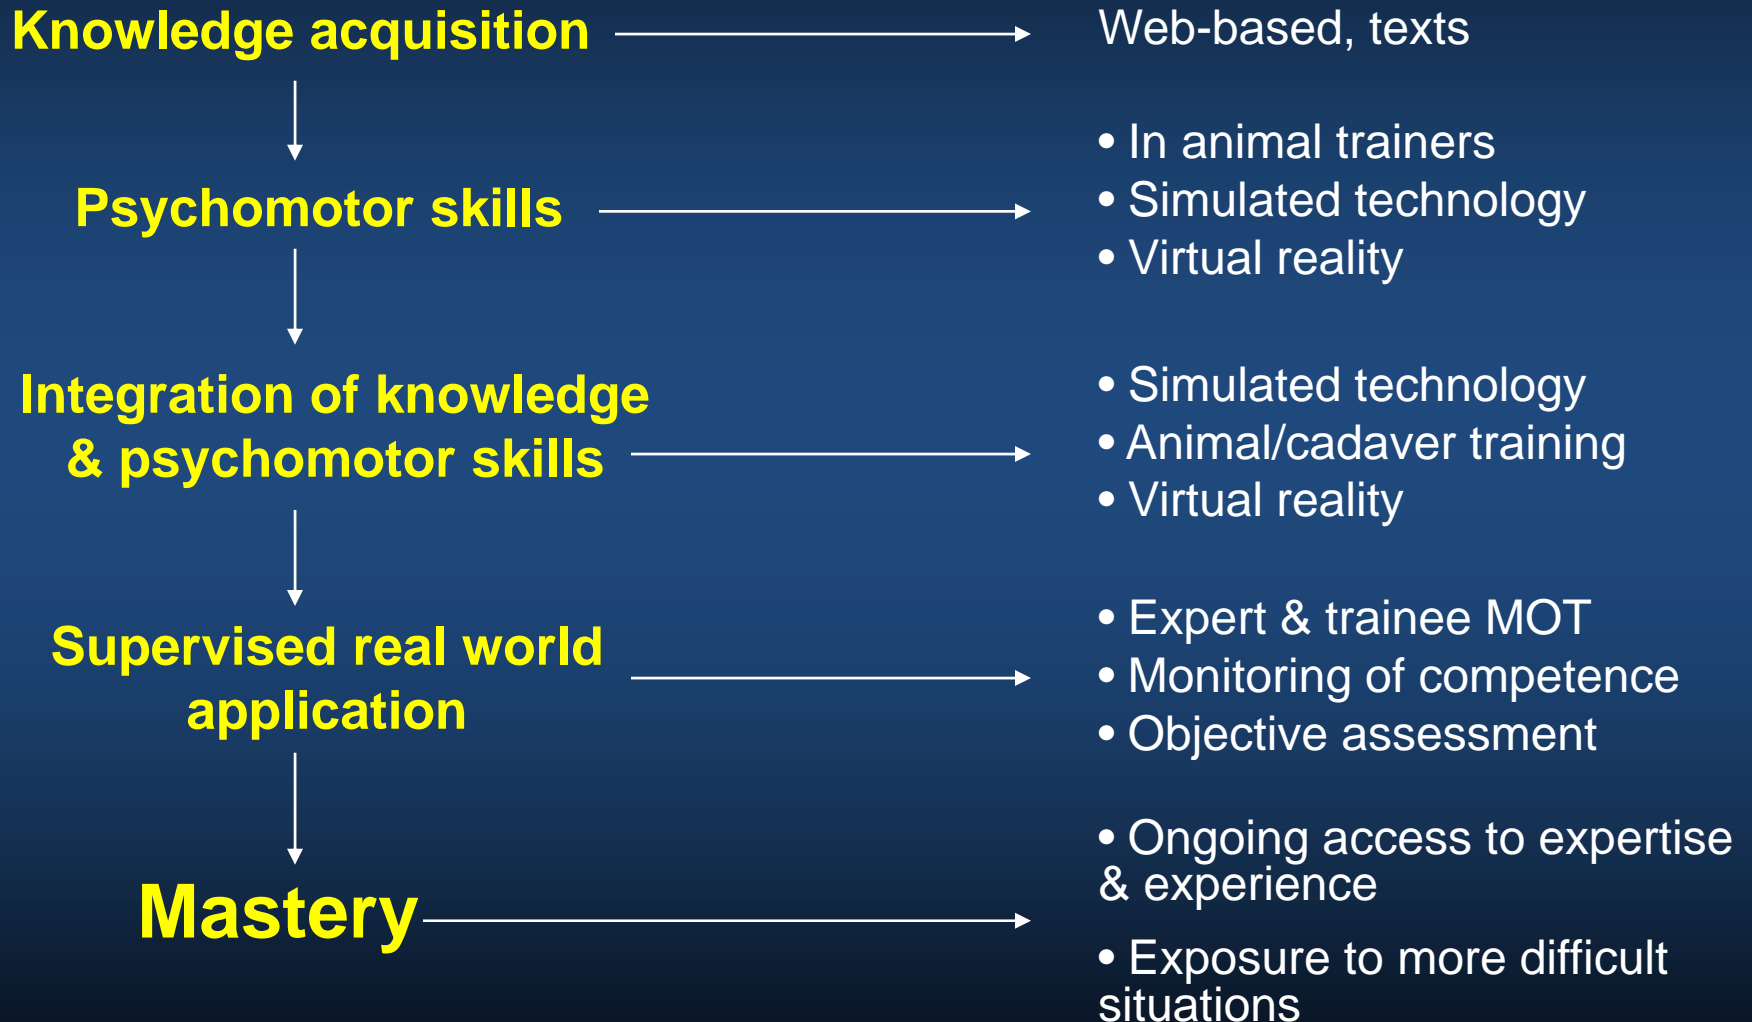 Knowledge acquisition
Web-based, texts
Psychomotor skills
• In animal trainers
• Simulated technology
• Virtual reality
Integration of knowledge
& psychomotor skills
• Simulated technology
• Animal/cadaver training
• Virtual reality
Supervised real world
application
• Expert & trainee MOT
• Monitoring of competence
• Objective assessment
Mastery
• Ongoing access to expertise
& experience
• Exposure to more difficult
situations